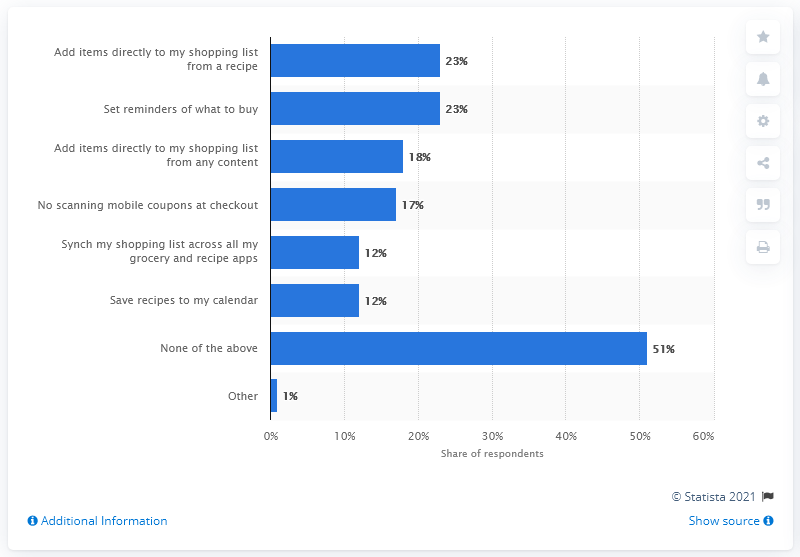 Add items directly to my shopping list
from a recipe
23%
Set reminders of what to buy
23%
Add items directly to my shopping list
from any content
18%
No scanning mobile coupons at checkout
17%
Synch my shopping list across all my
grocery and recipe apps
12%
Save recipes to my calendar
12%
None of the above
51%
Other
1%
0% 10% 20% 30% 40% 50% 60%
Share of respondents
© Statista 2021
Additional Information
Show source